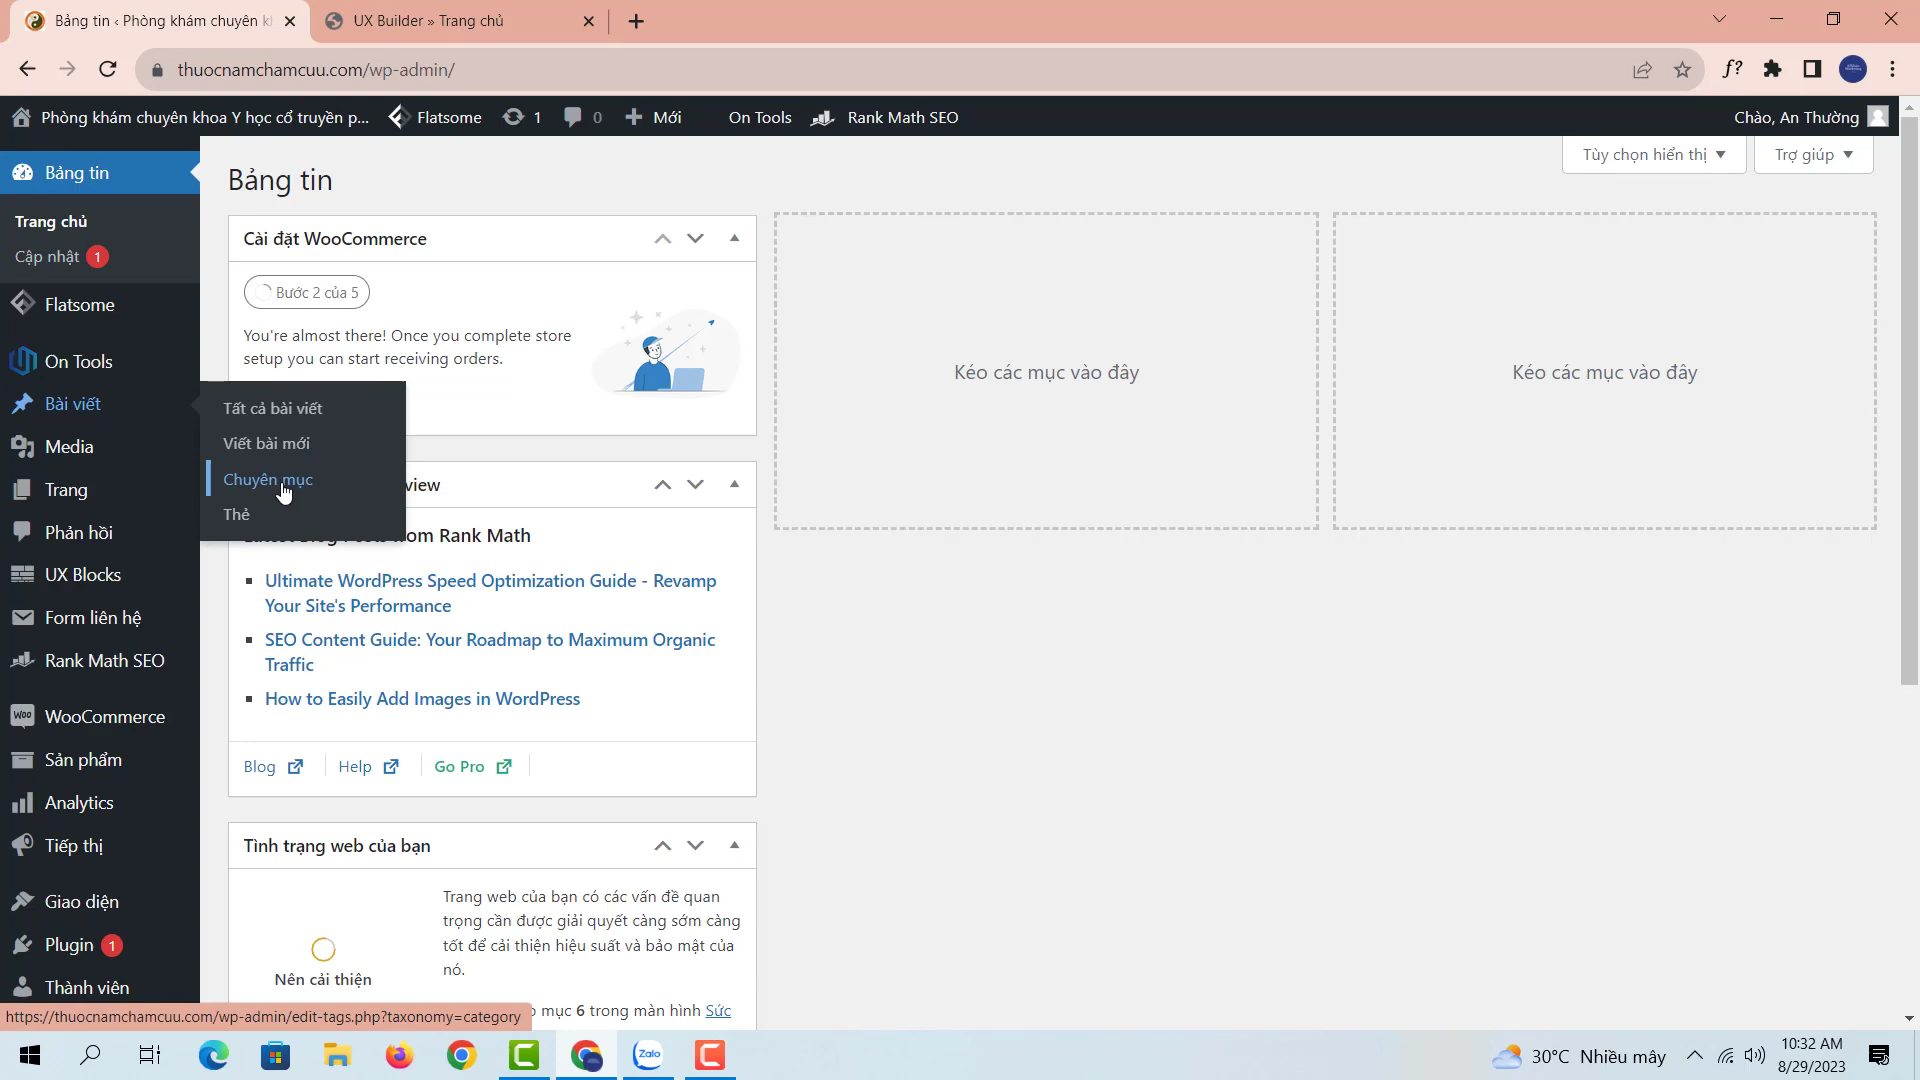 Bảng tin ‹ Phòng khám chuyên kh
UX Builder » Trang chủ
thuocnamchamcuu.com/wp-admin/
f?
Phòng khám chuyên khoa Y học cổ truyền p...
Flatsome
1
0
Mới
On Tools
Rank Math SEO
Chào, An Thường
Bảng tin
Trang chủ
Cập nhật 1
Flatsome
On Tools
Bài viết
Media
Trang
Phản hồi
UX Blocks
Form liên hệ
Rank Math SEO
Woo WooCommerce
Sản phẩm
Analytics
Tiếp thị
Giao diện
Plugin 1
Thành viên
Tất cả bài viết
Viết bài mới
Chuyên mục
Thẻ
Tùy chọn hiển thị
Trợ giúp
Bảng tin
Cài đặt WooCommerce
Bước 2 của 5
You're almost there! Once you complete store
setup you can start receiving orders.
view
om Rank Math
Ultimate WordPress Speed Optimization Guide - Revamp
Your Site's Performance
SEO Content Guide: Your Roadmap to Maximum Organic
Traffic
How to Easily Add Images in WordPress
Blog
Help
Go Pro
Tình trạng web của bạn
Nên cải thiện
Trang web của bạn có các vấn đề quan
trọng cần được giải quyết càng sớm càng
tốt để cải thiện hiệu suất và bảo mật của
nó.
mục 6 trong màn hình Sức
Kéo các mục vào đây
Kéo các mục vào đây
https://thuocnamchamcuu.com/wp-admin/edit-tags.php?taxonomy=category
Zalo
30°C Nhiều mây
10:32 AM
8/29/2023